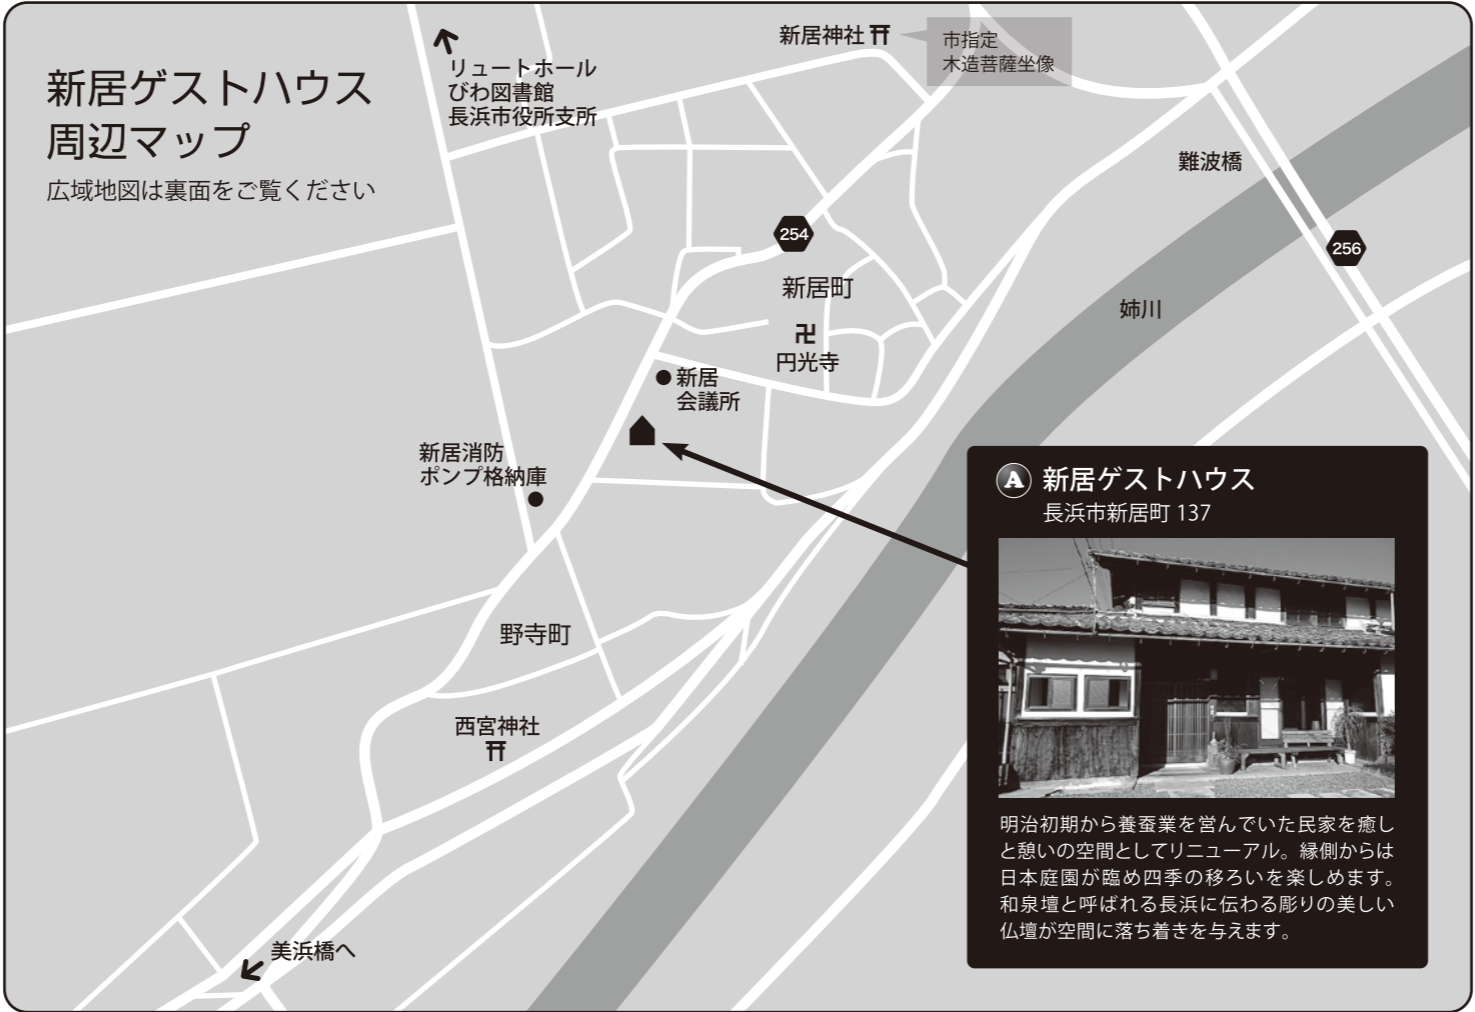 新居ゲストハウス
周辺マップ
広域地図は裏面をご覧ください
リュートホール
びわ図書館
長浜市役所支所
新居神社
市指定
木造菩薩坐像
難波橋
254
256
新居町
姉川
卍
円光寺
新居
会議所
新居消防
ポンプ格納庫
野寺町
西宮神社
美浜橋へ
A 新居ゲストハウス
長浜市新居町 137
明治初期から養蚕業を営んでいた民家を癒し
と憩いの空間としてリニューアル。縁側からは
日本庭園が臨め四季の移ろいを楽しめます。
和泉壇と呼ばれる長浜に伝わる彫りの美しい
仏壇が空間に落ち着きを与えます。